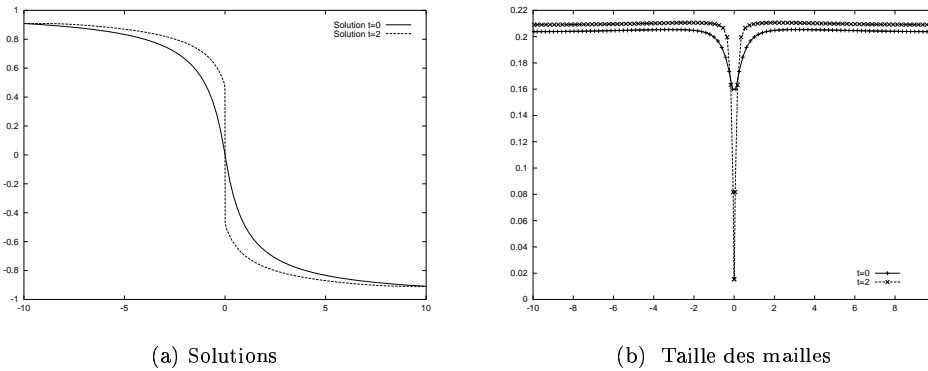 1
0.8
0.6
0.4
0.2
0
-0.2
-0.4
-0.6
-0.8
-1
-10 -5 0 5 10
Solution t=0
Solution t=2
0.22
0.2
0.18
0.16
0.14
0.12
0.1
0.08
0.06
0.04
0.02
0
-10 -8 -6 -4 -2 0 2 4 6 8
t=0
t=2
(a) Solutions
(b) Taille des mailles